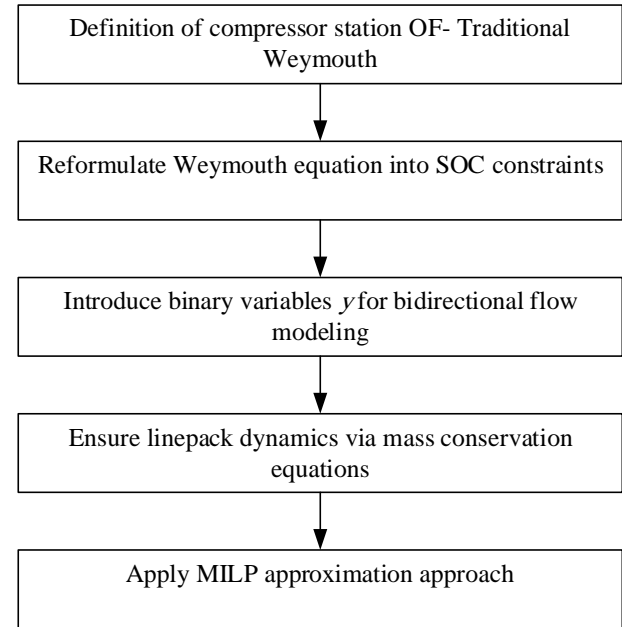 Definition of compressor station OF- Traditional
Weymouth
Reformulate Weymouth equation into SOC constraints
Introduce binary variables y for bidirectional flow
modeling
Ensure linepack dynamics via mass conservation
equations
Apply MILP approximation approach